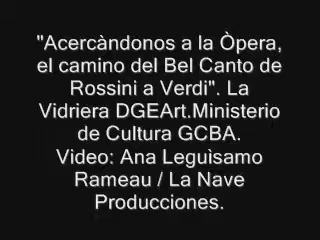 "Acercàndonos a la Òpera,
el camino del Bel Canto de
Rossini a Verdi". La
Vidriera DGEArt.Ministerio
de Cultura GCBA.
Video: Ana Leguìsamo
Rameau / La Nave
Producciones.